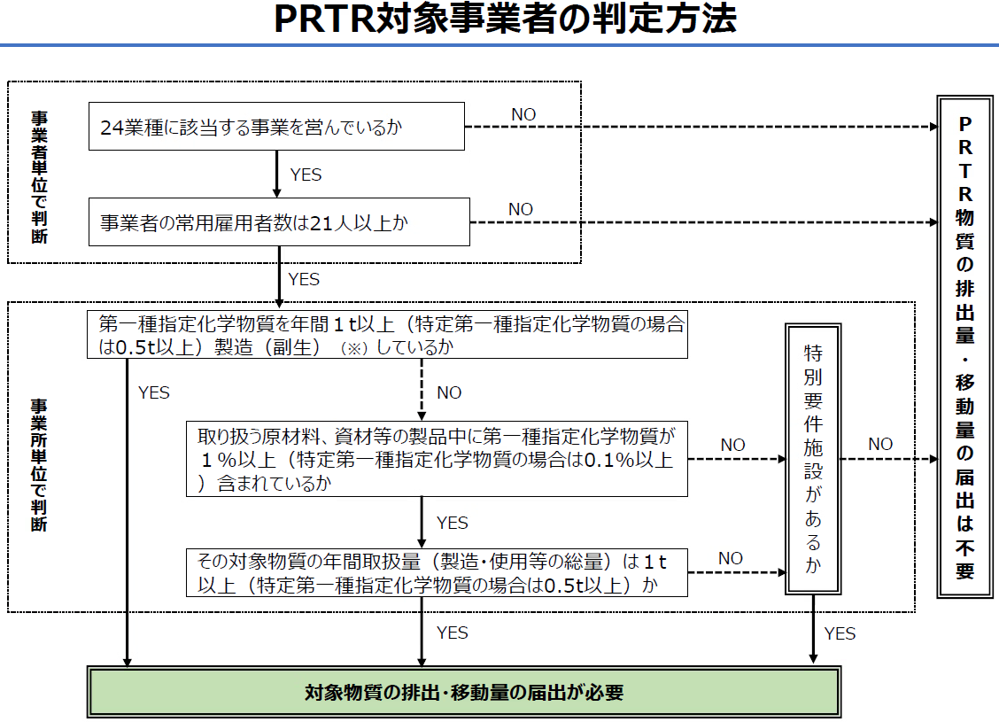 PRTR対象事業者の判定方法
事業者単位で判断
24業種に該当する事業を営んでいるか
NO
YES
事業者の常用雇用者数は21人以上か
NO
YES
事業所単位で判断
第一種指定化学物質を年間１t以上（特定第一種指定化学物質の場合
は0.5t以上）製造（副生）（※）しているか
YES
NO
取り扱う原材料、資材等の製品中に第一種指定化学物質が
１％以上（特定第一種指定化学物質の場合は0.1％以上
）含まれているか
NO
YES
その対象物質の年間取扱量（製造・使用等の総量）は１t
以上（特定第一種指定化学物質の場合は0.5t以上）か
NO
YES
特別要件施設があるか
NO
YES
PRTR物質の排出量・移動量の届出は不要
対象物質の排出・移動量の届出が必要